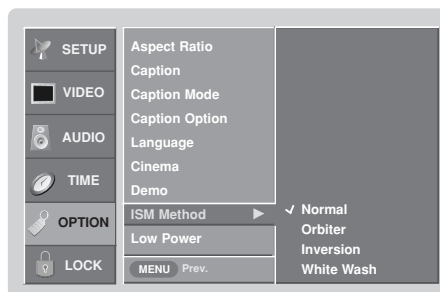 SETUP
VIDEO
AUDIO
TIME
OPTION
LOCK
Aspect Ratio
Caption
Caption Mode
Caption Option
Language
Cinema
Demo
ISM Method
Low Power
MENU Prev.
Normal
Orbiter
Inversion
White Wash